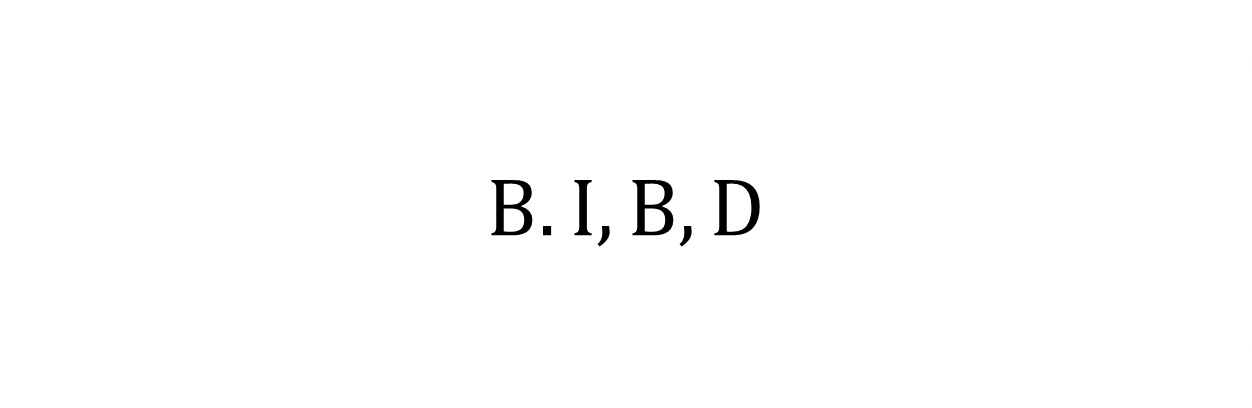 B. I, B, D